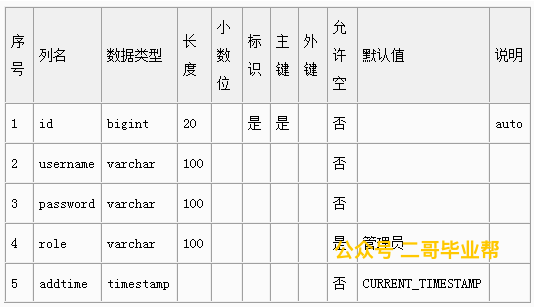 序号 列名 数据类型 长度 小数位 标识 主键 外键 允许空 默认值 说明
1 id bigint 20 是 是 否 auto
2 username varchar 100 否
3 password varchar 100 否
4 role varchar 100 是 管理员
公众号 二哥毕业帮
5 addtime timestamp 否 CURRENT_TIMESTAMP